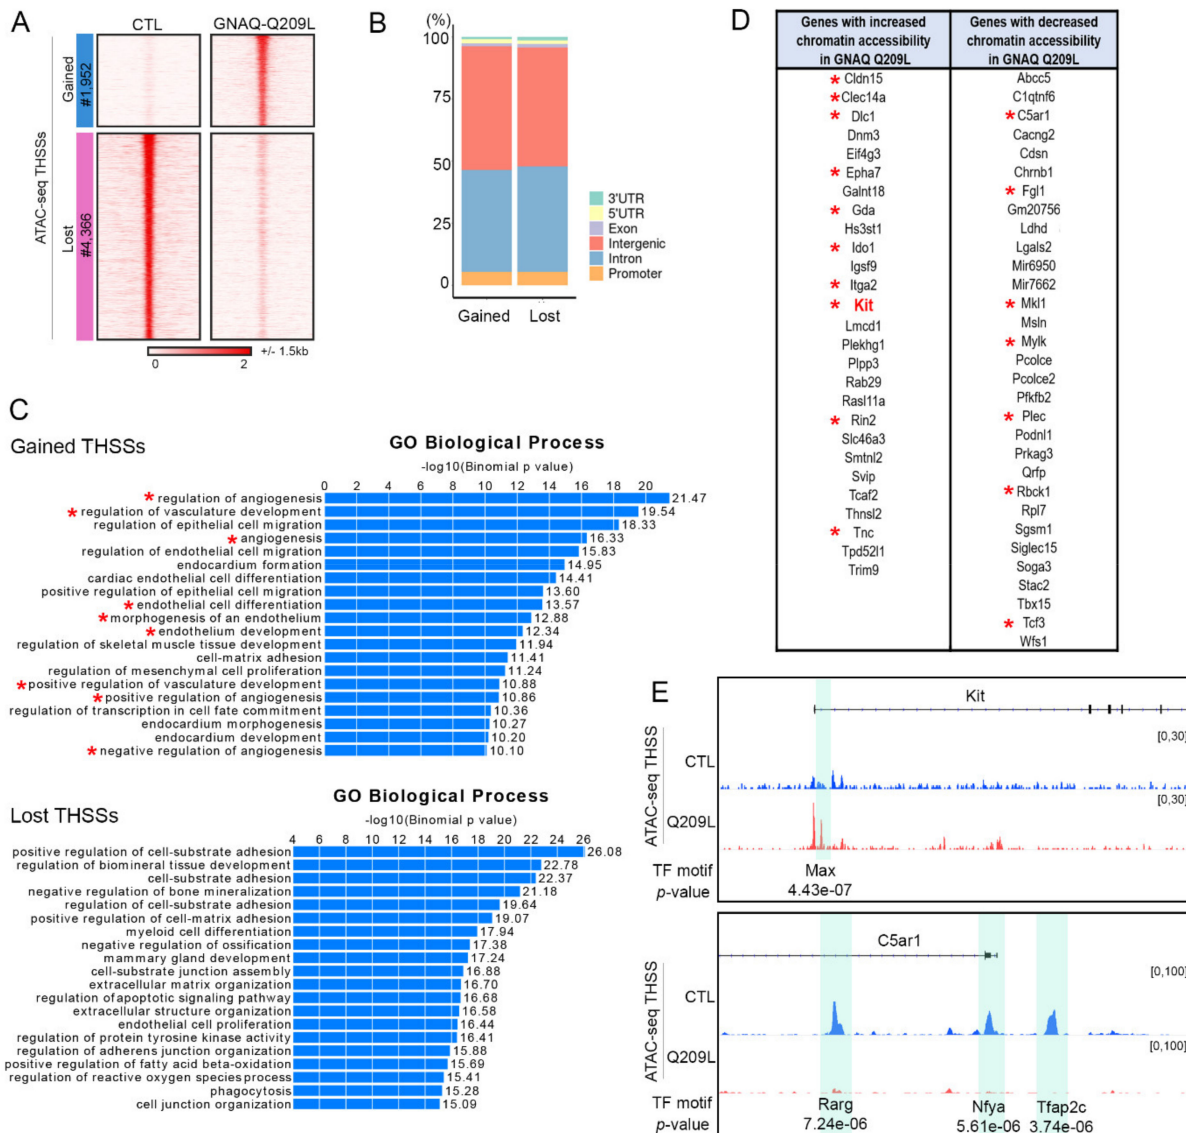 A
CTL
GNAQ-Q209L
ATAC-seq THSSs
Gained
#1,952
Lost
#4,366
0
2
+/- 1.5kb
B
(%)
100
75
50
25
0
Gained
Lost
3'UTR
5'UTR
Exon
Intergenic
Intron
Promoter
C
Gained THSSs
GO Biological Process
-log10(Binomial p value)
0 2 4 6 8 10 12 14 16 18 20
* regulation of angiogenesis 21.47
* regulation of vasculature development 19.54
regulation of epithelial cell migration 18.33
* angiogenesis 16.33
regulation of endothelial cell migration 15.83
endocardium formation 14.95
cardiac endothelial cell differentiation 14.41
positive regulation of epithelial cell migration 13.60
* endothelial cell differentiation 13.57
* morphogenesis of an endothelium 12.88
* endothelium development 12.34
regulation of skeletal muscle tissue development 11.94
cell-matrix adhesion 11.41
regulation of mesenchymal cell proliferation 11.24
* positive regulation of vasculature development 10.88
* positive regulation of angiogenesis 10.86
regulation of transcription in cell fate commitment 10.36
endocardium morphogenesis 10.27
endocardium development 10.20
* negative regulation of angiogenesis 10.10
Lost THSSs
GO Biological Process
-log10(Binomial p value)
4 6 8 10 12 14 16 18 20 22 24 26
positive regulation of cell-substrate adhesion 26.08
regulation of biomineral tissue development 22.78
cell-substrate adhesion 22.37
negative regulation of bone mineralization 21.18
regulation of cell-substrate adhesion 19.64
positive regulation of cell-matrix adhesion 19.07
myeloid cell differentiation 17.94
negative regulation of ossification 17.38
mammary gland development 17.24
cell-substrate junction assembly 16.88
extracellular matrix organization 16.70
regulation of apoptotic signaling pathway 16.68
extracellular structure organization 16.58
endothelial cell proliferation 16.44
regulation of protein tyrosine kinase activity 16.41
regulation of adherens junction organization 15.88
positive regulation of fatty acid beta-oxidation 15.69
regulation of reactive oxygen species process 15.41
phagocytosis 15.28
cell junction organization 15.09
D
Genes with increased
chromatin accessibility
in GNAQ Q209L
* Cldn15
* Clec14a
* Dlc1
Dnm3
Eif4g3
* Epha7
Galnt18
* Gda
Hs3st1
* Ido1
Igsf9
* Itga2
* Kit
Lmcd1
Plekhg1
Plpp3
Rab29
Rasl11a
* Rin2
Slc46a3
Smtnl2
Svip
Tcaf2
Thnsl2
* Tnc
Tpd52l1
Trim9
Genes with decreased
chromatin accessibility
in GNAQ Q209L
Abcc5
C1qtnf6
* C5ar1
Cacng2
Cdsn
Chrnb1
* Fgl1
Gm20756
Ldhd
Lgals2
Mir6950
Mir7662
* Mkl1
Msln
* Mylk
Pcolce
Pcolce2
Pfkfb2
* Plec
Podnl1
Prkag3
Qrfp
* Rbck1
Rpl7
Sgsm1
Siglec15
Soga3
Stac2
Tbx15
* Tcf3
Wfs1
E
Kit
ATAC-seq THSS
CTL
[0,30]
Q209L
[0,30]
TF motif
Max
p-value
4.43e-07
C5ar1
ATAC-seq THSS
CTL
[0,100]
Q209L
[0,100]
TF motif
Rarg Nfya Tfap2c
p-value
7.24e-06 5.61e-06 3.74e-06